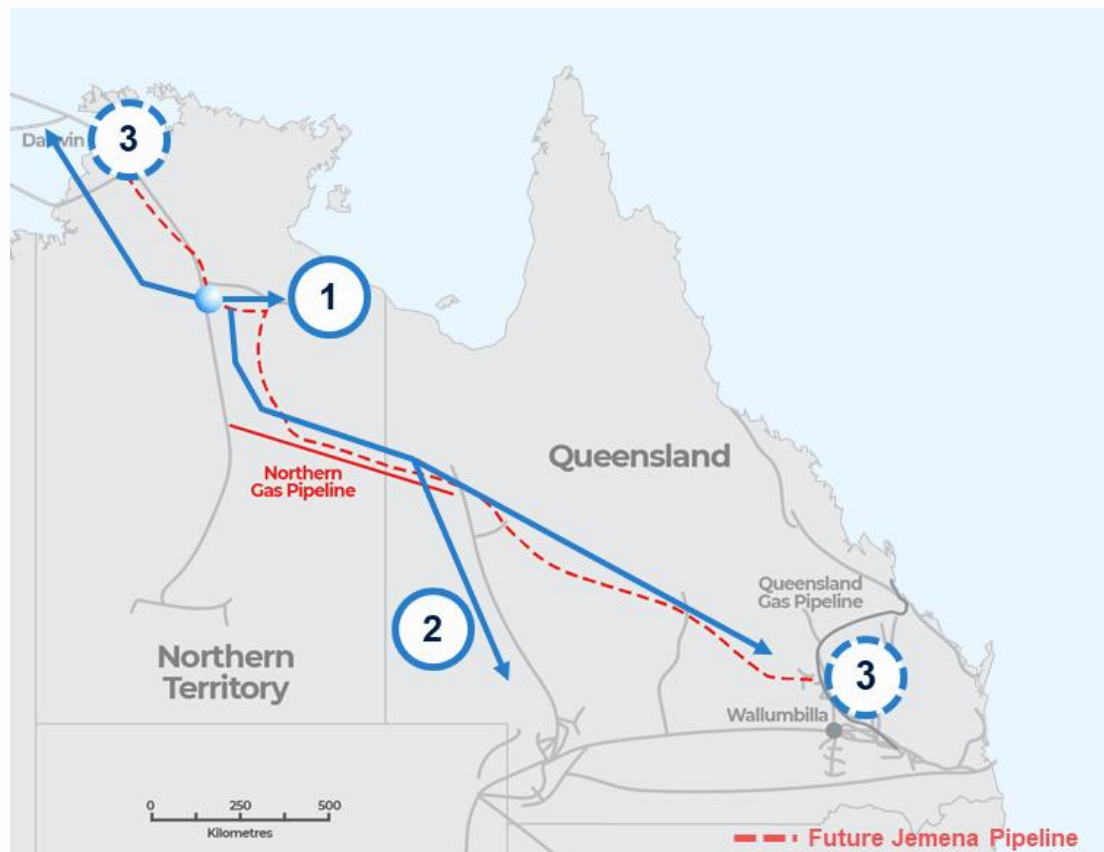 Darwin
3
1
Northern
Gas Pipeline
Queensland
2
Queensland
Gas Pipeline
Northern
Territory
3
Wallumbilla
0 250 500
Kilometres
Future Jemena Pipeline